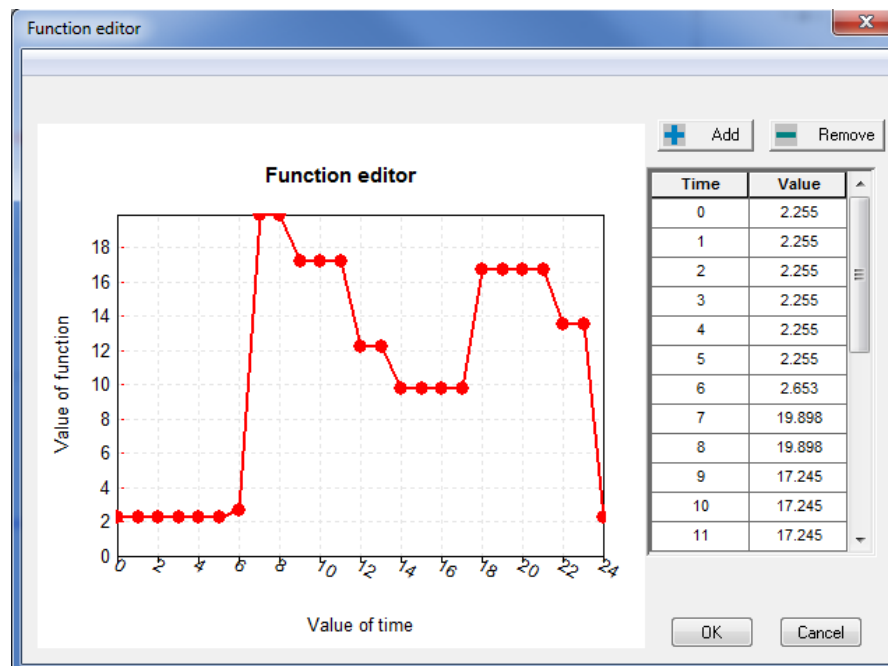 Function editor
Add
Remove
Function editor
Value of function
18
16
14
12
10
8
6
4
2
0
0 2 4 6 8 10 12 14 16 18 20 22 24
Value of time
Time Value
0 2.255
1 2.255
2 2.255
3 2.255
4 2.255
5 2.255
6 2.653
7 19.898
8 19.898
9 17.245
10 17.245
11 17.245
OK
Cancel